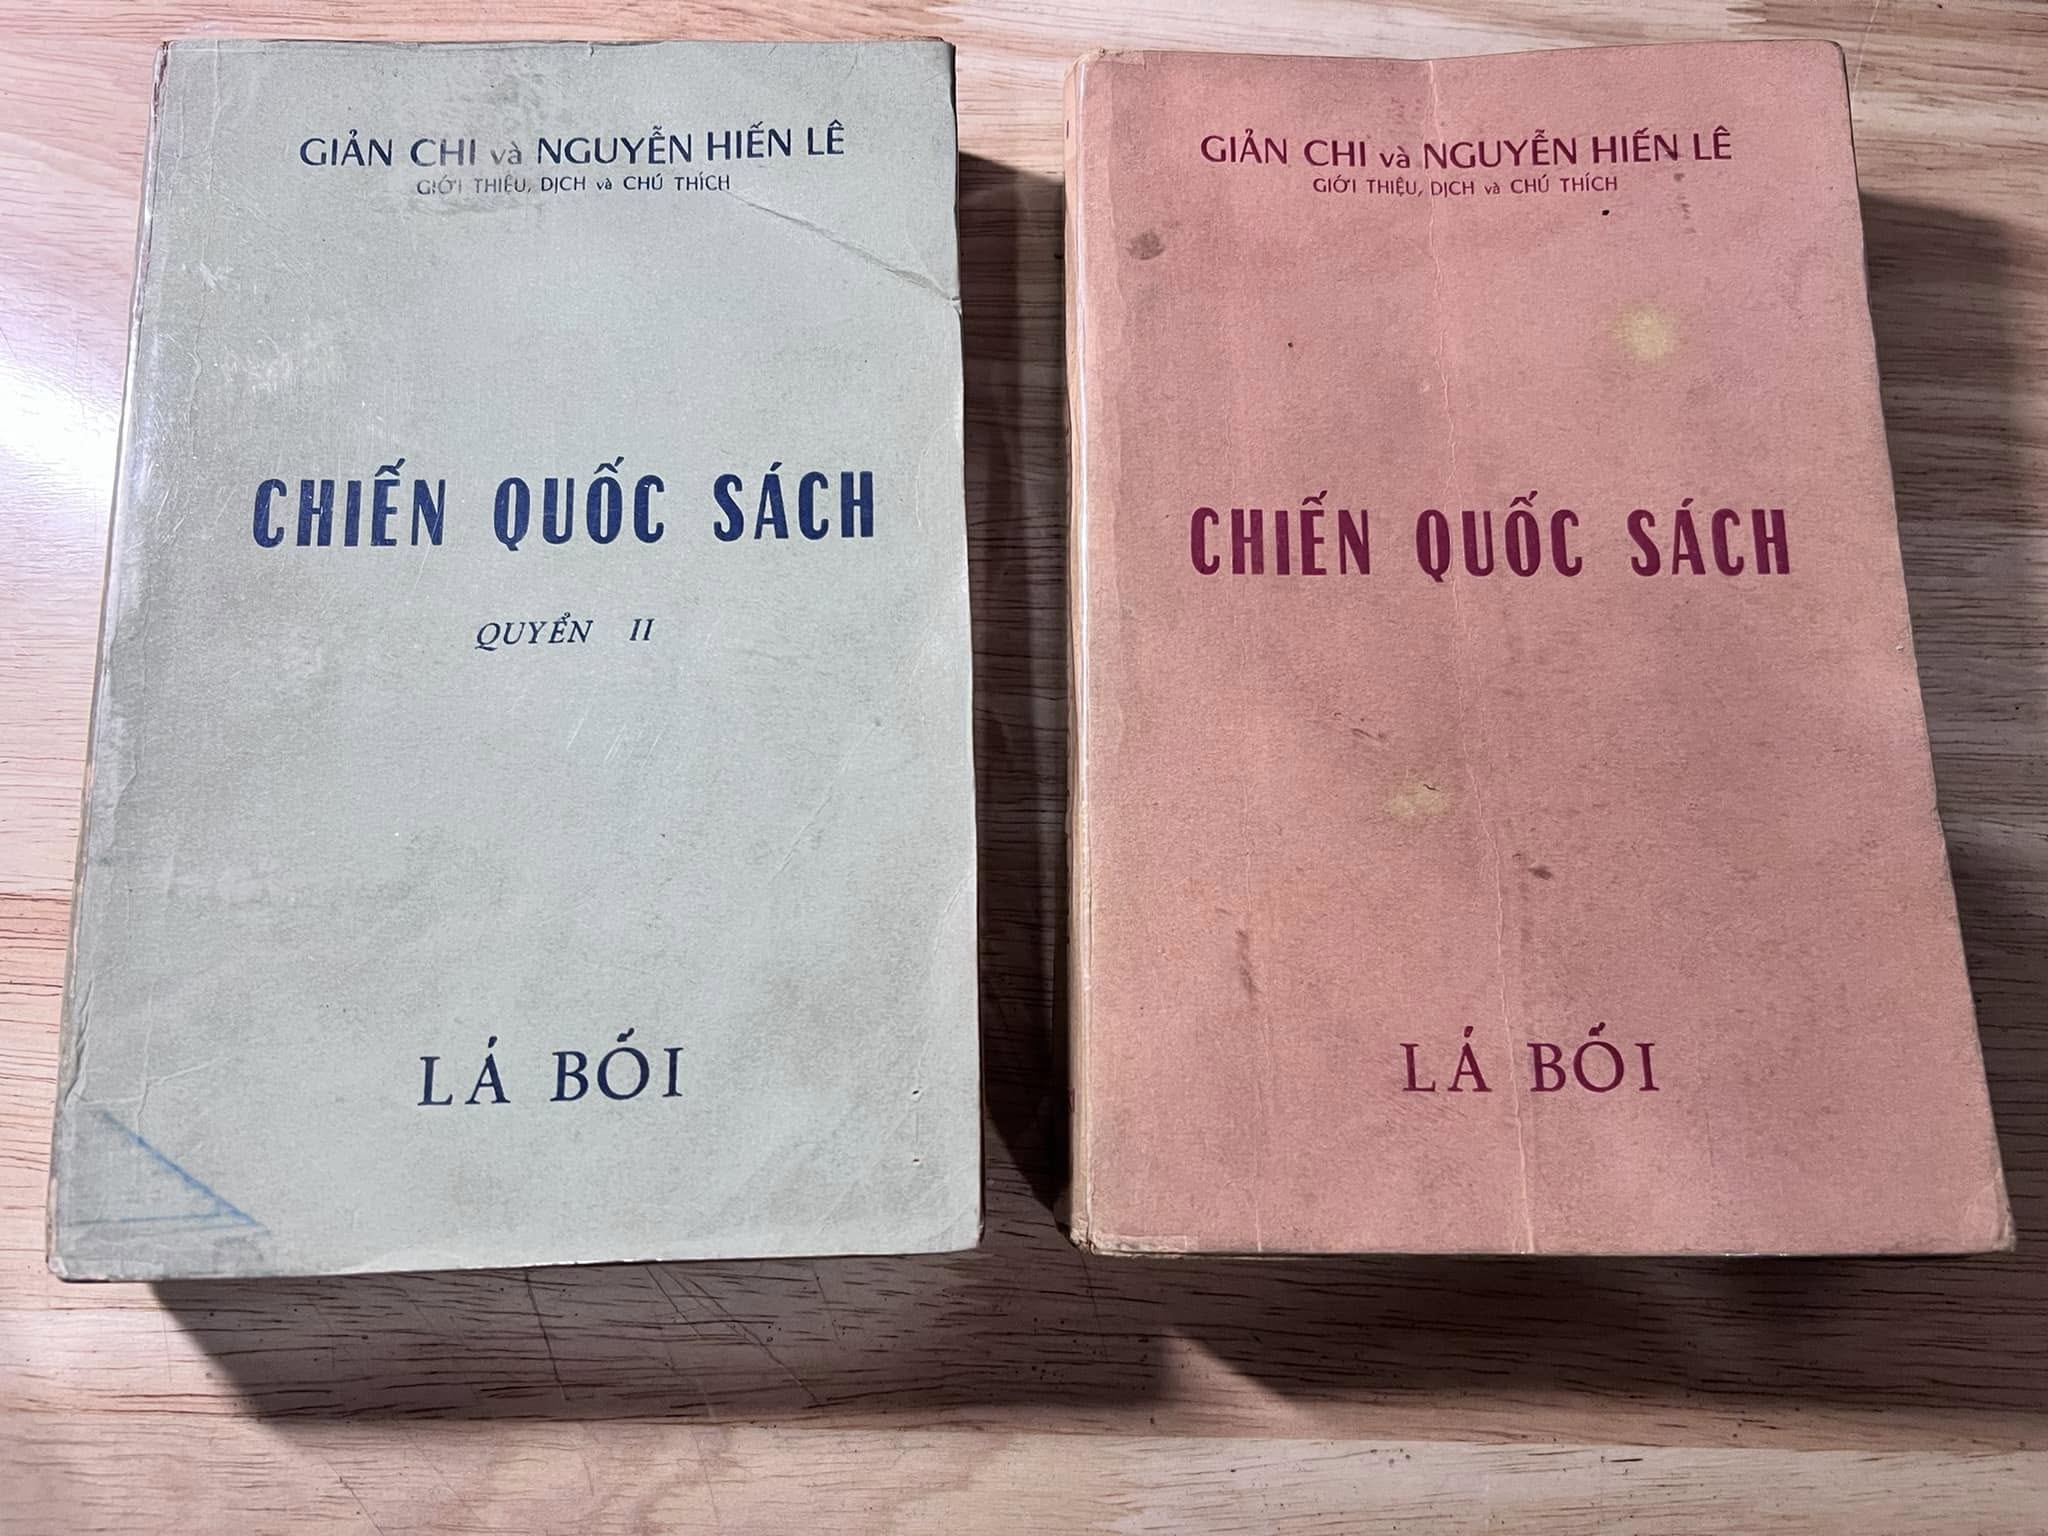 GIẢN CHI và NGUYỄN HIẾN LÊ
GIỚI THIỆU, DỊCH và CHÚ THÍCH
CHIẾN QUỐC SÁCH
QUYỂN II
LÁ BỐI
GIẢN CHI và NGUYỄN HIẾN LÊ
GIỚI THIỆU, DỊCH và CHÚ THÍCH
CHIẾN QUỐC SÁCH
LÁ BỐI